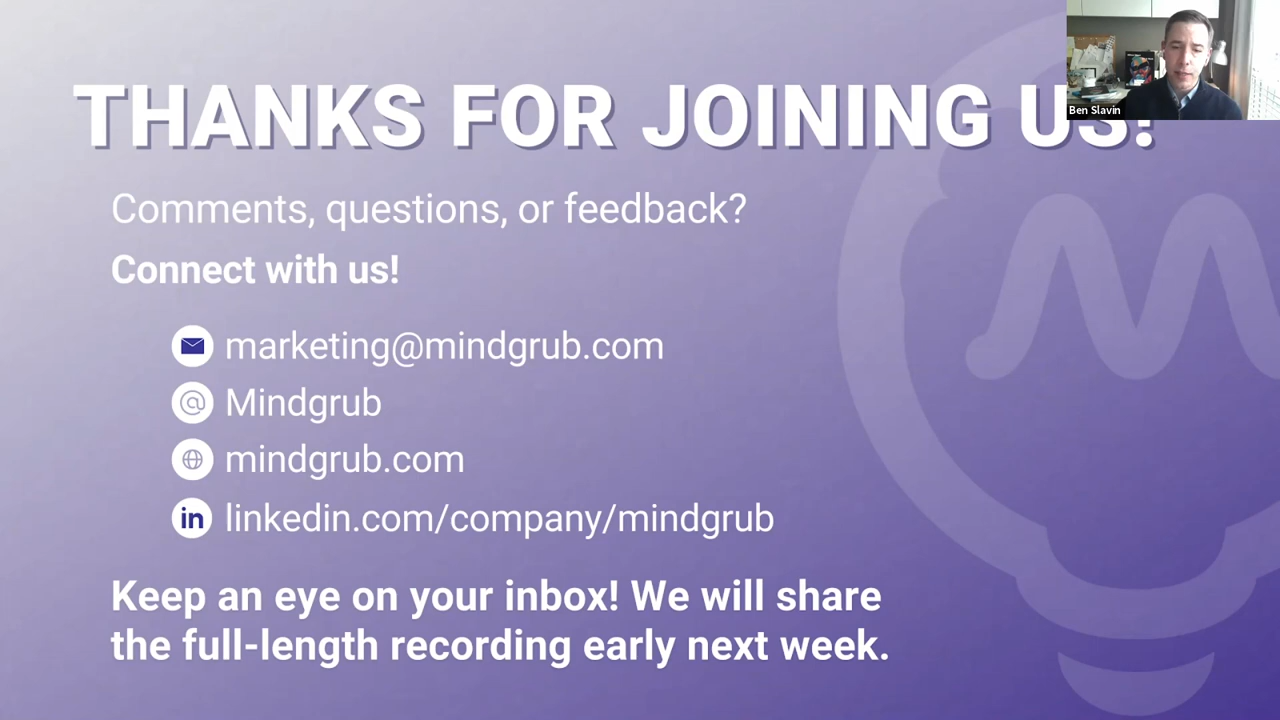 THANKS FOR JOINING US!
Ben Slavin
Comments, questions, or feedback?
Connect with us!
marketing@mindgrub.com
@ Mindgrub
mindgrub.com
in linkedin.com/company/mindgrub
Keep an eye on your inbox! We will share
the full-length recording early next week.